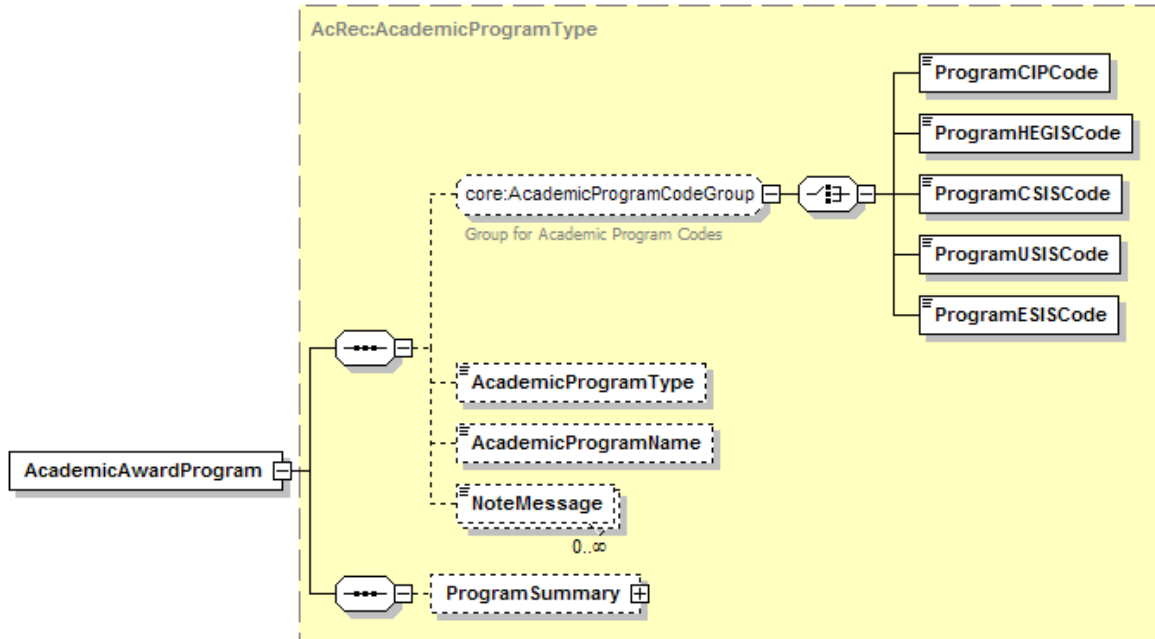 AcRec:AcademicProgramType
ProgramCIPCode
ProgramHEGISCode
core:AcademicProgramCodeGroup
ProgramCSISCode
Group for Academic Program Codes
ProgramUSISCode
ProgramESISCode
AcademicProgramType
AcademicProgramName
AcademicAwardProgram
NoteMessage
0..∞
ProgramSummary